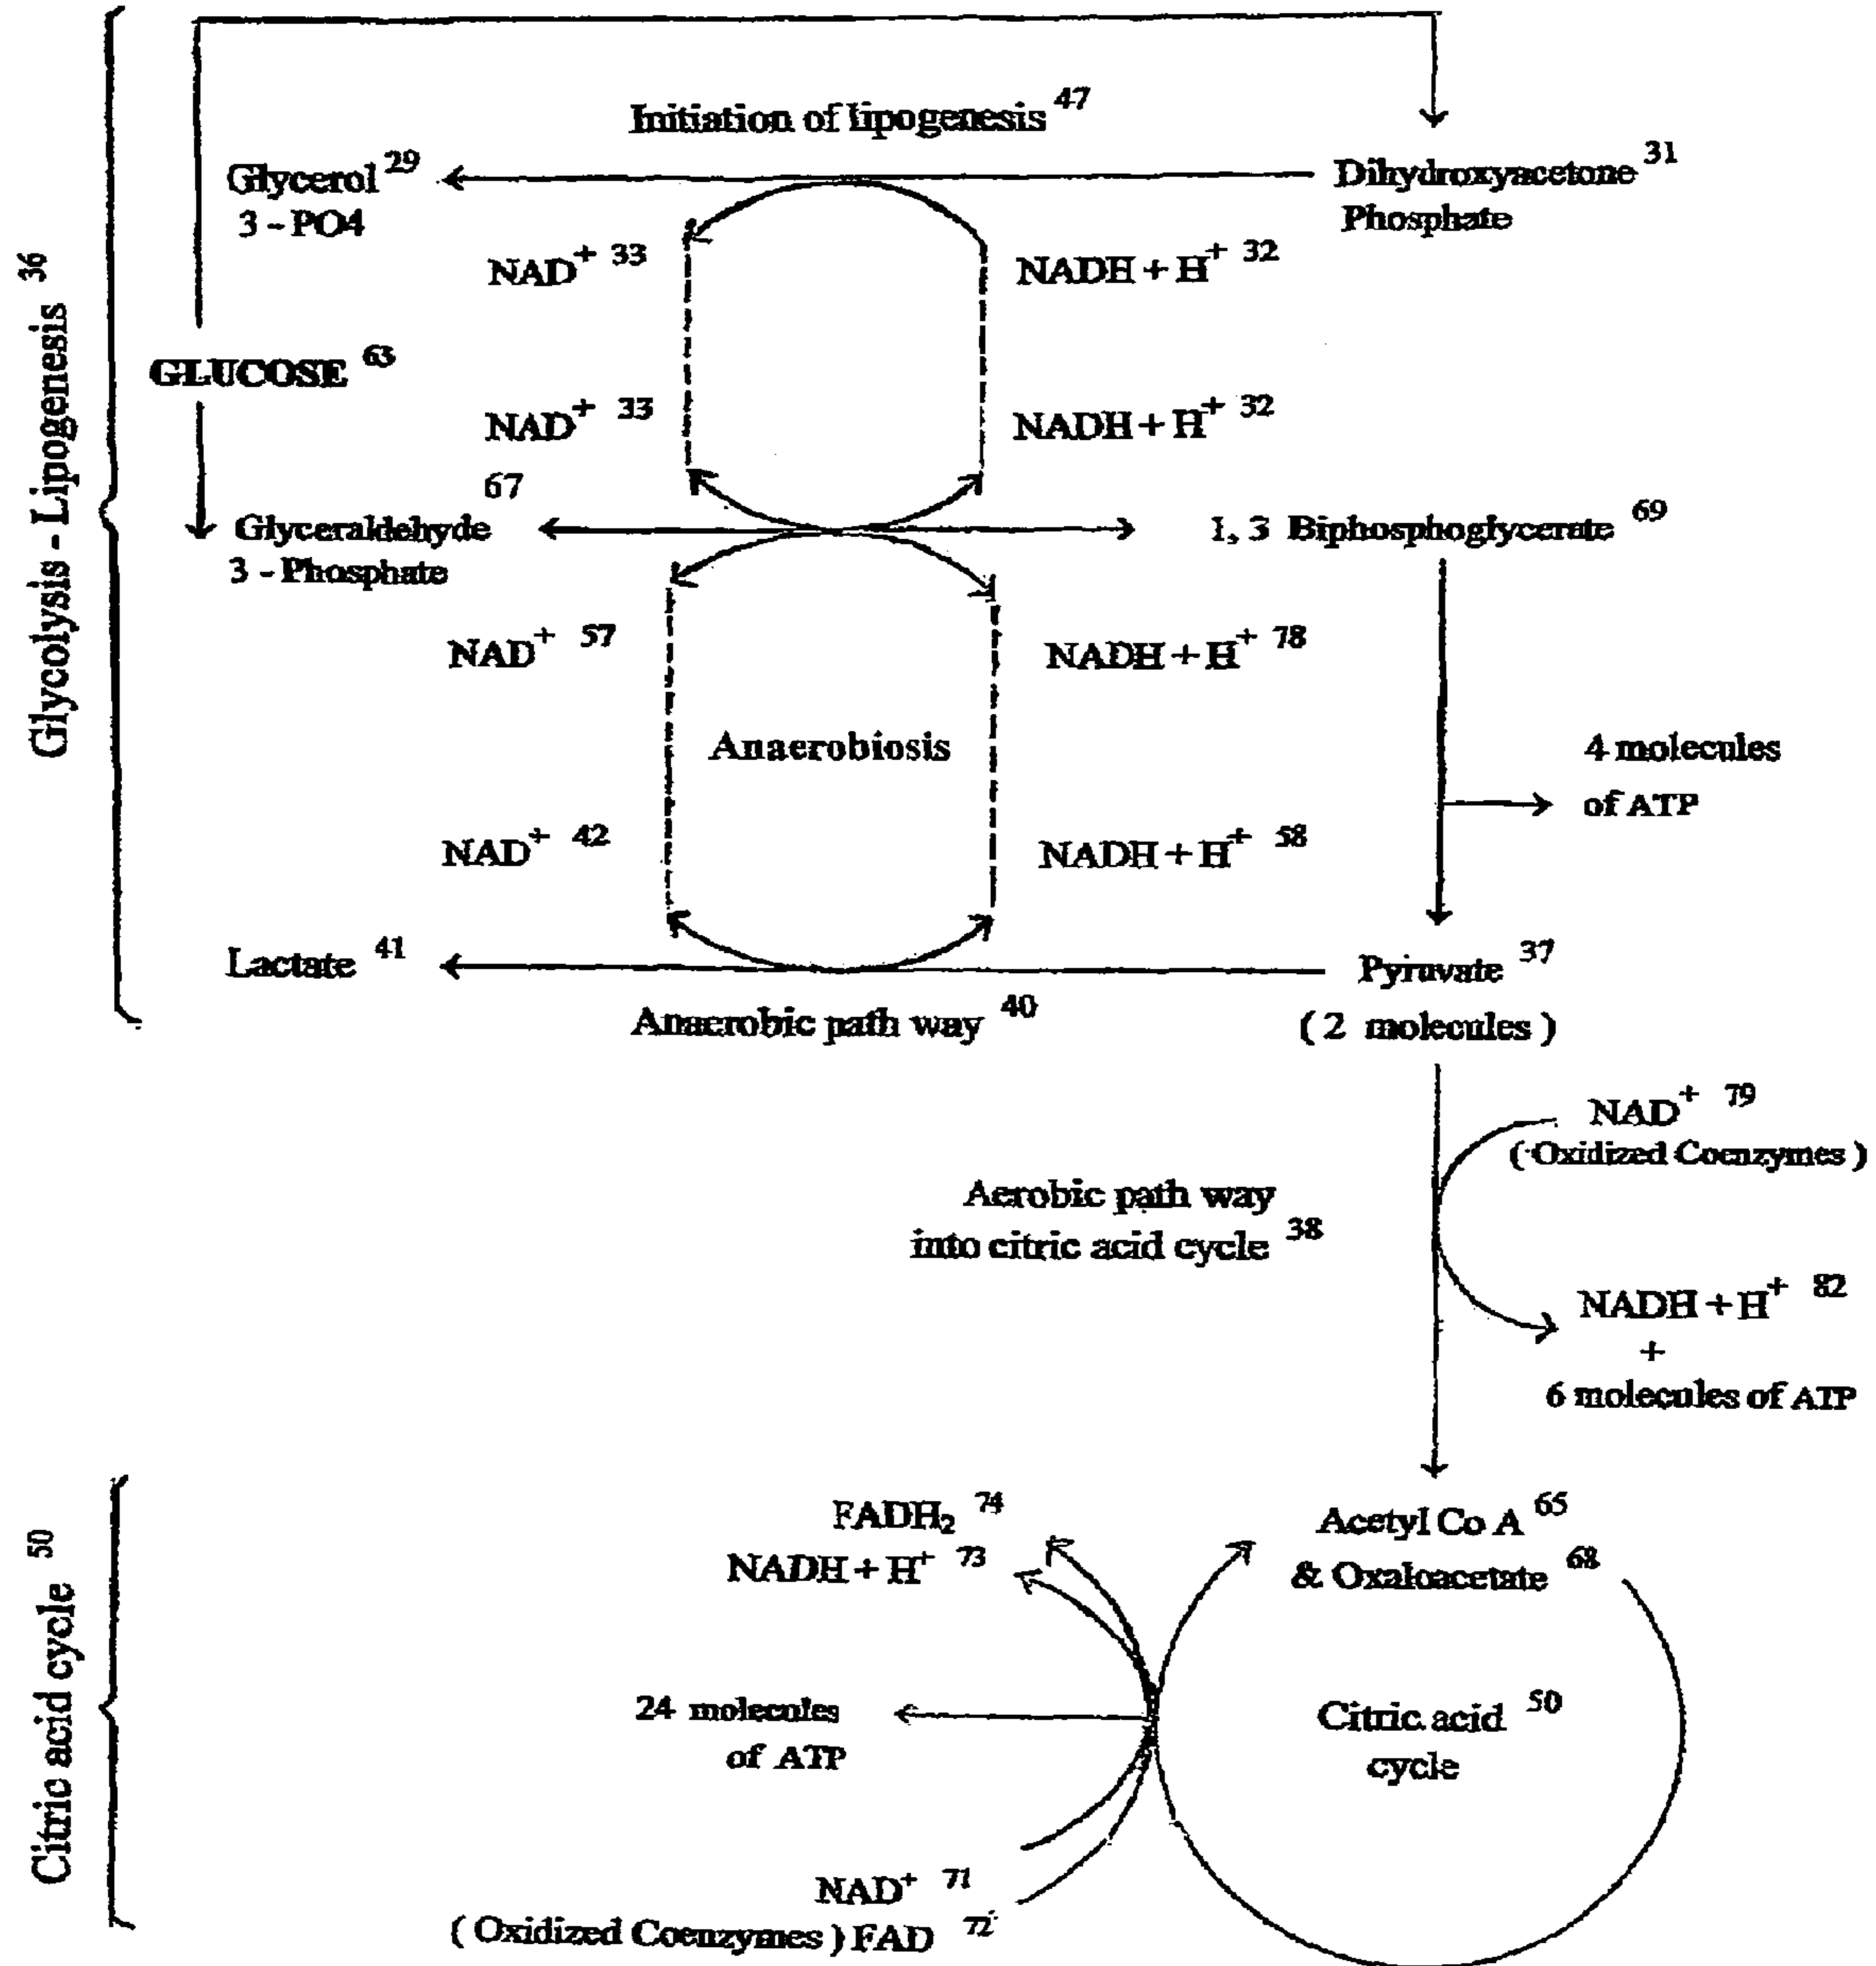 Glycolysis - Lipogenesis 36
Initiation of lipogenesis 47
Glycerol 29
3 - PO4
Dihydroxyacetone 31
Phosphate
NAD+ 33
NADH + H+ 32
GLUCOSE 63
NAD+ 33
NADH + H+ 32
67
Glyceraldehyde
3 - Phosphate
1, 3 Biphosphoglycerate 69
NAD+ 57
NADH + H+ 78
Anaerobiosis
4 molecules
of ATP
NAD+ 42
NADH + H+ 58
Lactate 41
Pyruvate 37
( 2 molecules )
Anaerobic path way 40
NAD+ 79
( Oxidized Coenzymes )
Aerobic path way
into citric acid cycle 38
NADH + H+ 82
+
6 molecules of ATP
Citric acid cycle 50
FADH2 74
NADH + H+ 73
Acetyl Co A 65
& Oxaloacetate 68
24 molecules
of ATP
Citric acid 50
cycle
NAD+ 71
( Oxidized Coenzymes ) FAD 72